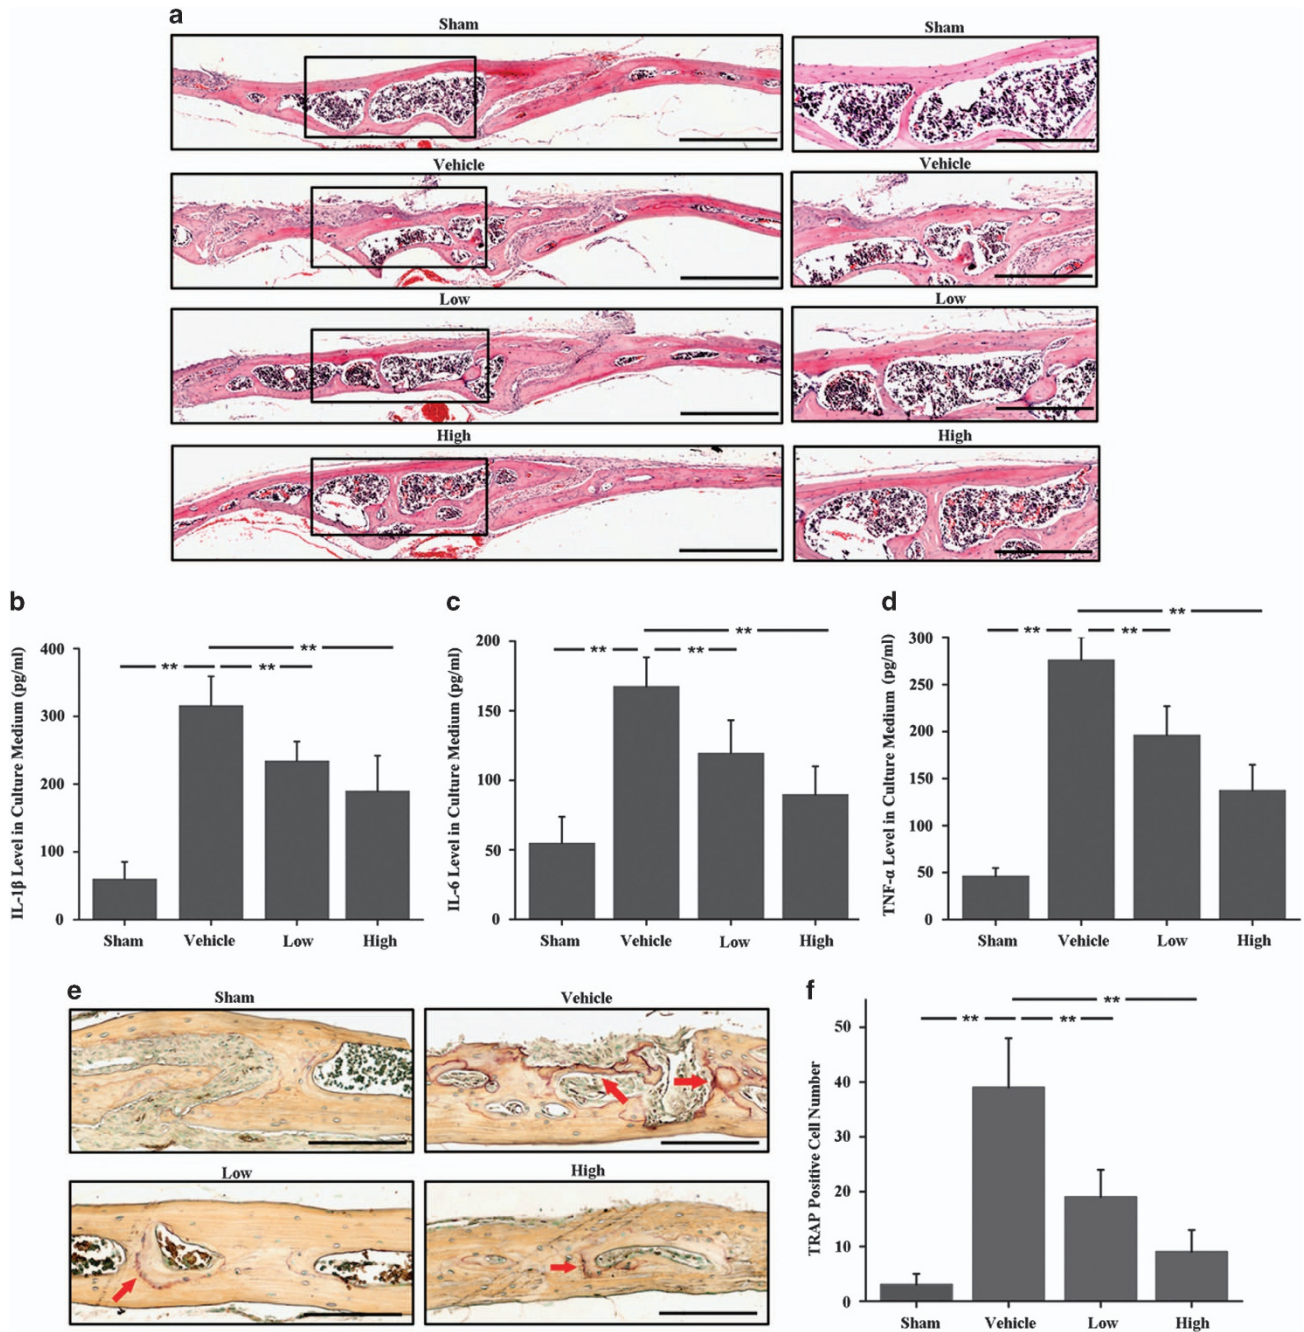 a
Sham
Sham
Vehicle
Vehicle
Low
Low
High
High
b
IL-1β Level in Culture Medium (pg/ml)
400
300
200
100
0
**
**
**
Sham
Vehicle
Low
High
c
IL-6 Level in Culture Medium (pg/ml)
200
150
100
50
0
**
**
**
Sham
Vehicle
Low
High
d
TNF-α Level in Culture Medium (pg/ml)
300
250
200
150
100
50
0
**
**
**
Sham
Vehicle
Low
High
e
Sham
Vehicle
Low
High
f
TRAP Positive Cell Number
50
40
30
20
10
0
**
**
**
Sham
Vehicle
Low
High